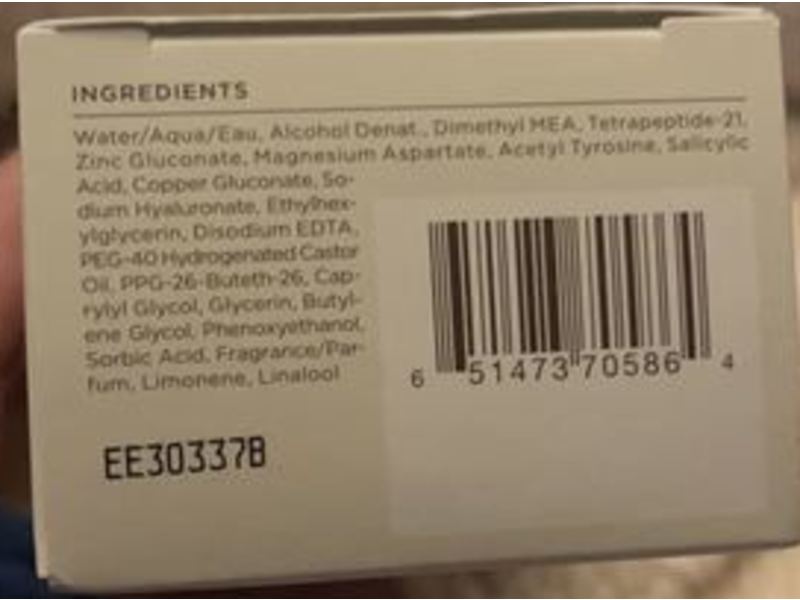 INGREDIENTS
Water/Aqua/Eau, Alcohol Denat., Dimethyl MEA, Tetrapeptide-21,
Zinc Gluconate, Magnesium Aspartate, Acetyl Tyrosine, Salicylic
Acid, Copper Gluconate, So-
dium Hyaluronate, Ethylhex-
ylglycerin, Disodium EDTA,
PEG-40 Hydrogenated Castor
Oil, PPG-26-Buteth-26, Cap-
rylyl Glycol, Glycerin, Butyl-
ene Glycol, Phenoxyethanol,
Sorbic Acid, Fragrance/Par-
fum, Limonene, Linalool
6 51473 70586 4
EE30337B